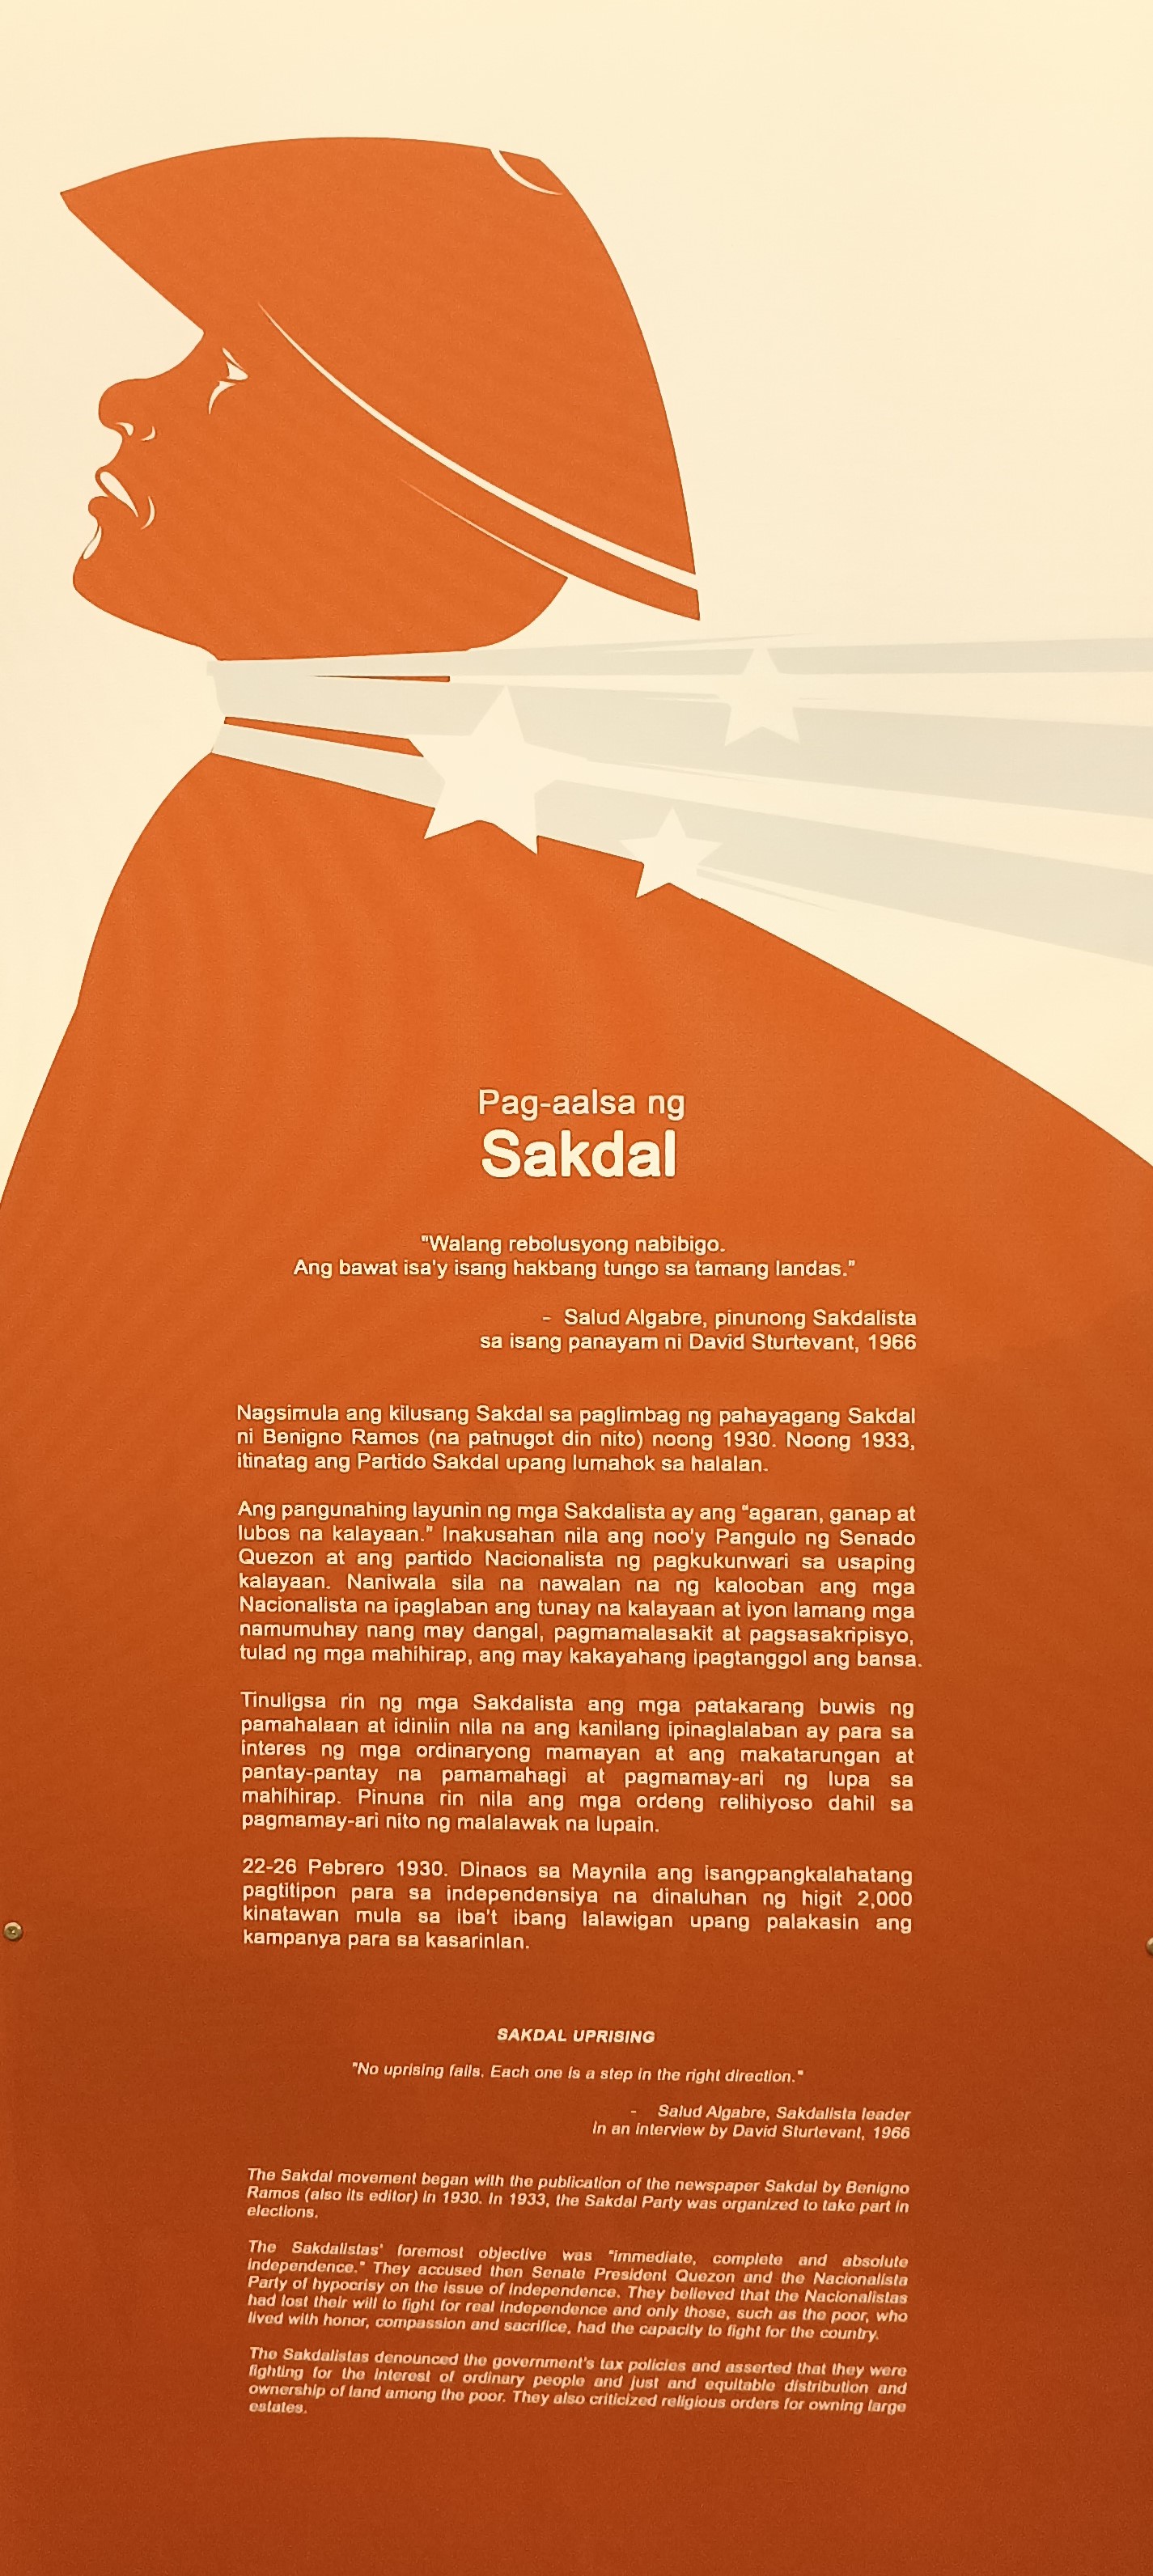 Pag-aalsa ng
Sakdal
"Walang rebolusyong nabibigo.
Ang bawat isa'y isang hakbang tungo sa tamang landas."
- Salud Algabre, pinunong Sakdalista
sa isang panayam ni David Sturtevant, 1966
Nagsimula ang kilusang Sakdal sa paglimbag ng pahayagang Sakdal
ni Benigno Ramos (na patnugot din nito) noong 1930. Noong 1933,
itinatag ang Partido Sakdal upang lumahok sa halalan.
Ang pangunahing layunin ng mga Sakdalista ay ang "agaran, ganap at
lubos na kalayaan." Inakusahan nila ang noo'y Pangulo ng Senado
Quezon at ang partido Nacionalista ng pagkukunwari sa usaping
kalayaan. Naniwala sila na nawalan na ng kalooban ang mga
Nacionalista na ipaglaban ang tunay na kalayaan at iyon lamang mga
namumuhay nang may dangal, pagmamalasakit at pagsasakripisyo,
tulad ng mga mahihirap, ang may kakayahang ipagtanggol ang bansa.
Tinuligsa rin ng mga Sakdalista ang mga patakarang buwis ng
pamahalaan at idiniin nila na ang kanilang ipinaglalaban ay para sa
interes ng mga ordinaryong mamayan at ang makatarungan at
pantay-pantay na pamamahagi at pagmamay-ari ng lupa sa
mahihirap. Pinuna rin nila ang mga ordeng relihiyoso dahil sa
pagmamay-ari nito ng malalawak na lupain.
22-26 Pebrero 1930. Dinaos sa Maynila ang isangpangkalahatang
pagtitipon para sa independensiya na dinaluhan ng higit 2,000
kinatawan mula sa iba't ibang lalawigan upang palakasin ang
kampanya para sa kasarinlan.
SAKDAL UPRISING
"No uprising fails. Each one is a step in the right direction."
- Salud Algabre, Sakdalista leader
in an interview by David Sturtevant, 1966
The Sakdal movement began with the publication of the newspaper Sakdal by Benigno
Ramos (also its editor) in 1930. In 1933, the Sakdal Party was organized to take part in
elections.
The Sakdalistas' foremost objective was "immediate, complete and absolute
independence." They accused then Senate President Quezon and the Nacionalista
Party of hypocrisy on the issue of independence. They believed that the Nacionalistas
had lost their will to fight for real independence and only those, such as the poor, who
lived with honor, compassion and sacrifice, had the capacity to fight for the country.
The Sakdalistas denounced the government's tax policies and asserted that they were
fighting for the interest of ordinary people and just and equitable distribution and
ownership of land among the poor. They also criticized religious orders for owning large
estates.